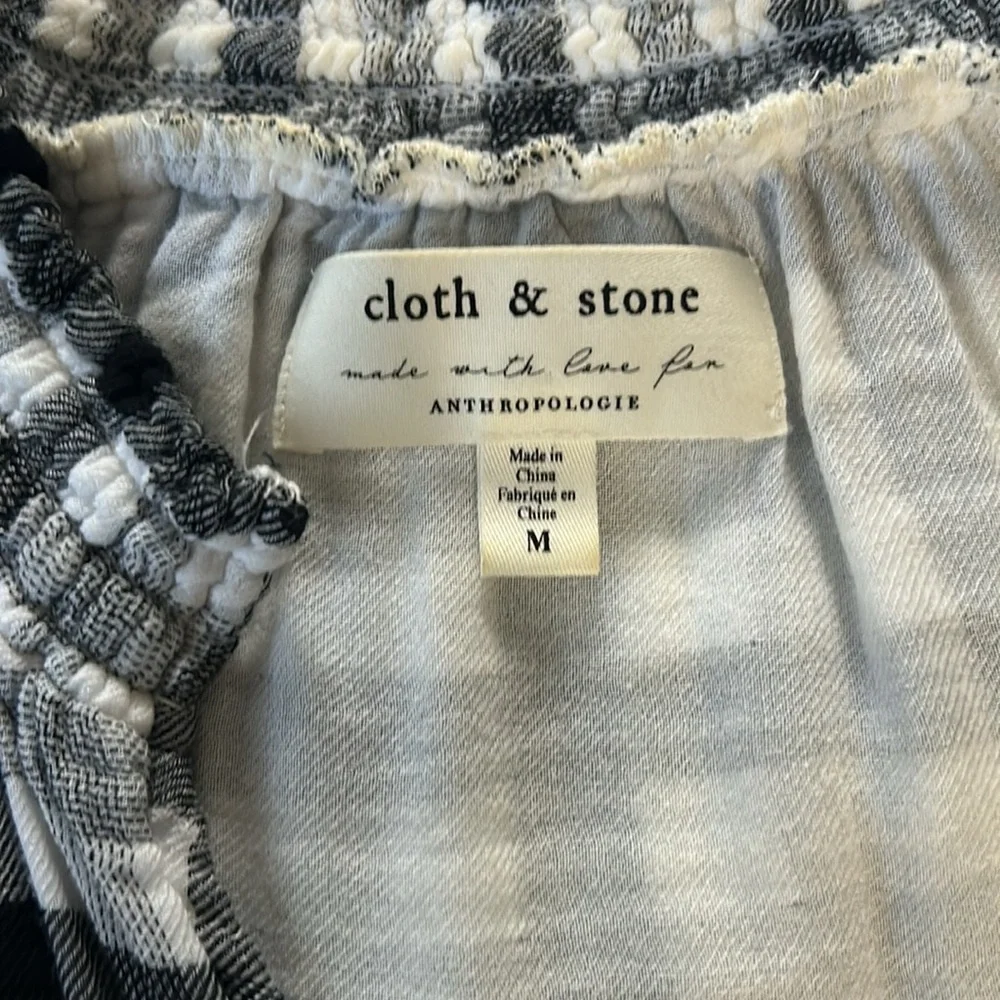 cloth & stone
made with love for
ANTHROPOLOGIE
Made in
China
Fabriqué en
Chine
M